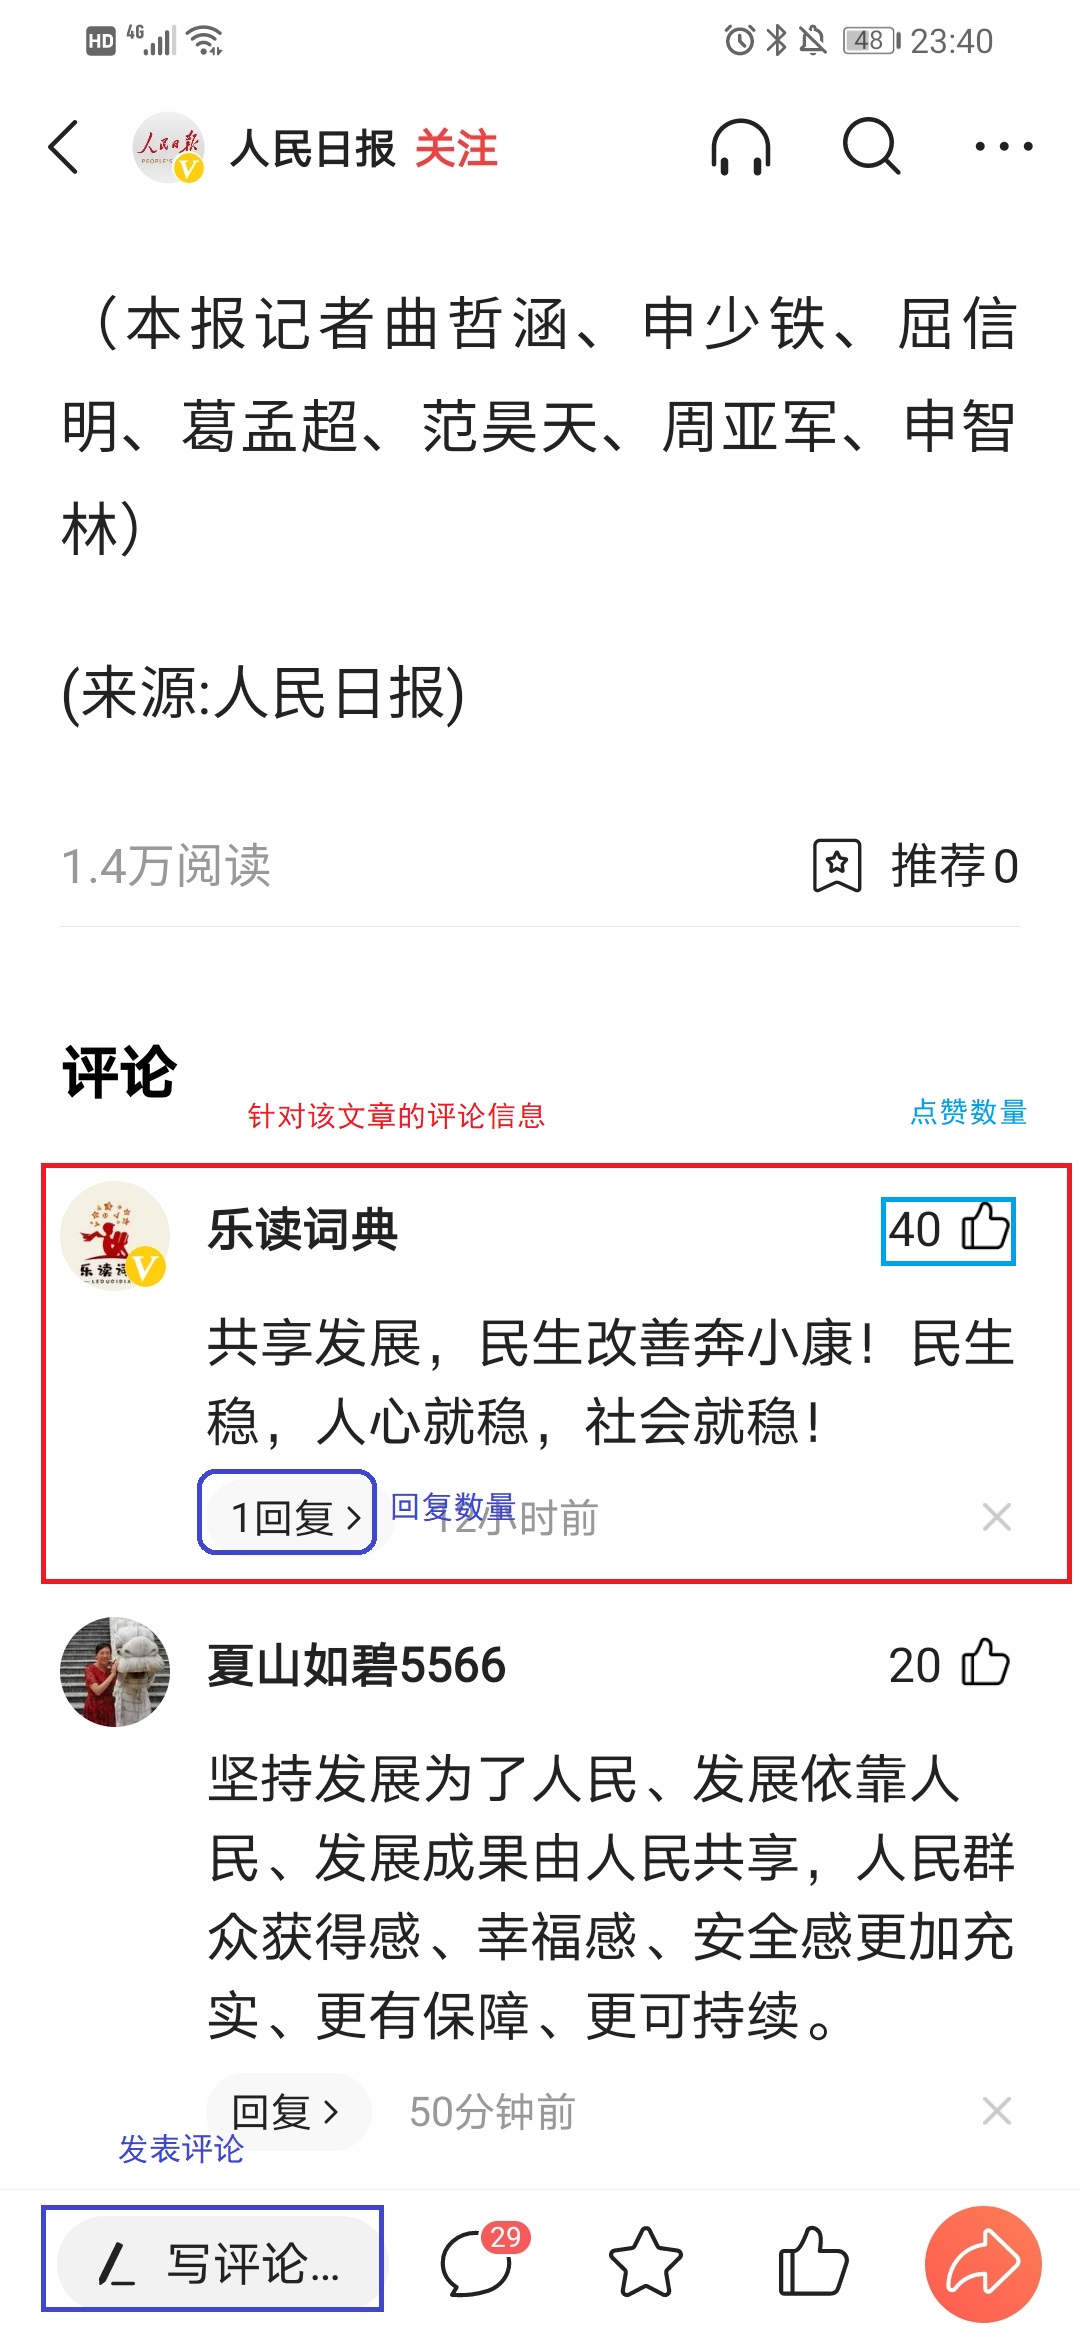 HD 4G 48 23:40
人民日报 关注
（本报记者曲哲涵、申少铁、屈信
明、葛孟超、范昊天、周亚军、申智
林）
(来源:人民日报)
1.4万阅读 推荐0
评论
针对该文章的评论信息 点赞数量
乐读词典 40
共享发展，民生改善奔小康！民生
稳，人心就稳，社会就稳！
1回复 > 回复数量 12小时前
夏山如碧5566 20
坚持发展为了人民、发展依靠人
民、发展成果由人民共享，人民群
众获得感、幸福感、安全感更加充
实、更有保障、更可持续。
回复 > 50分钟前
发表评论
写评论... 29